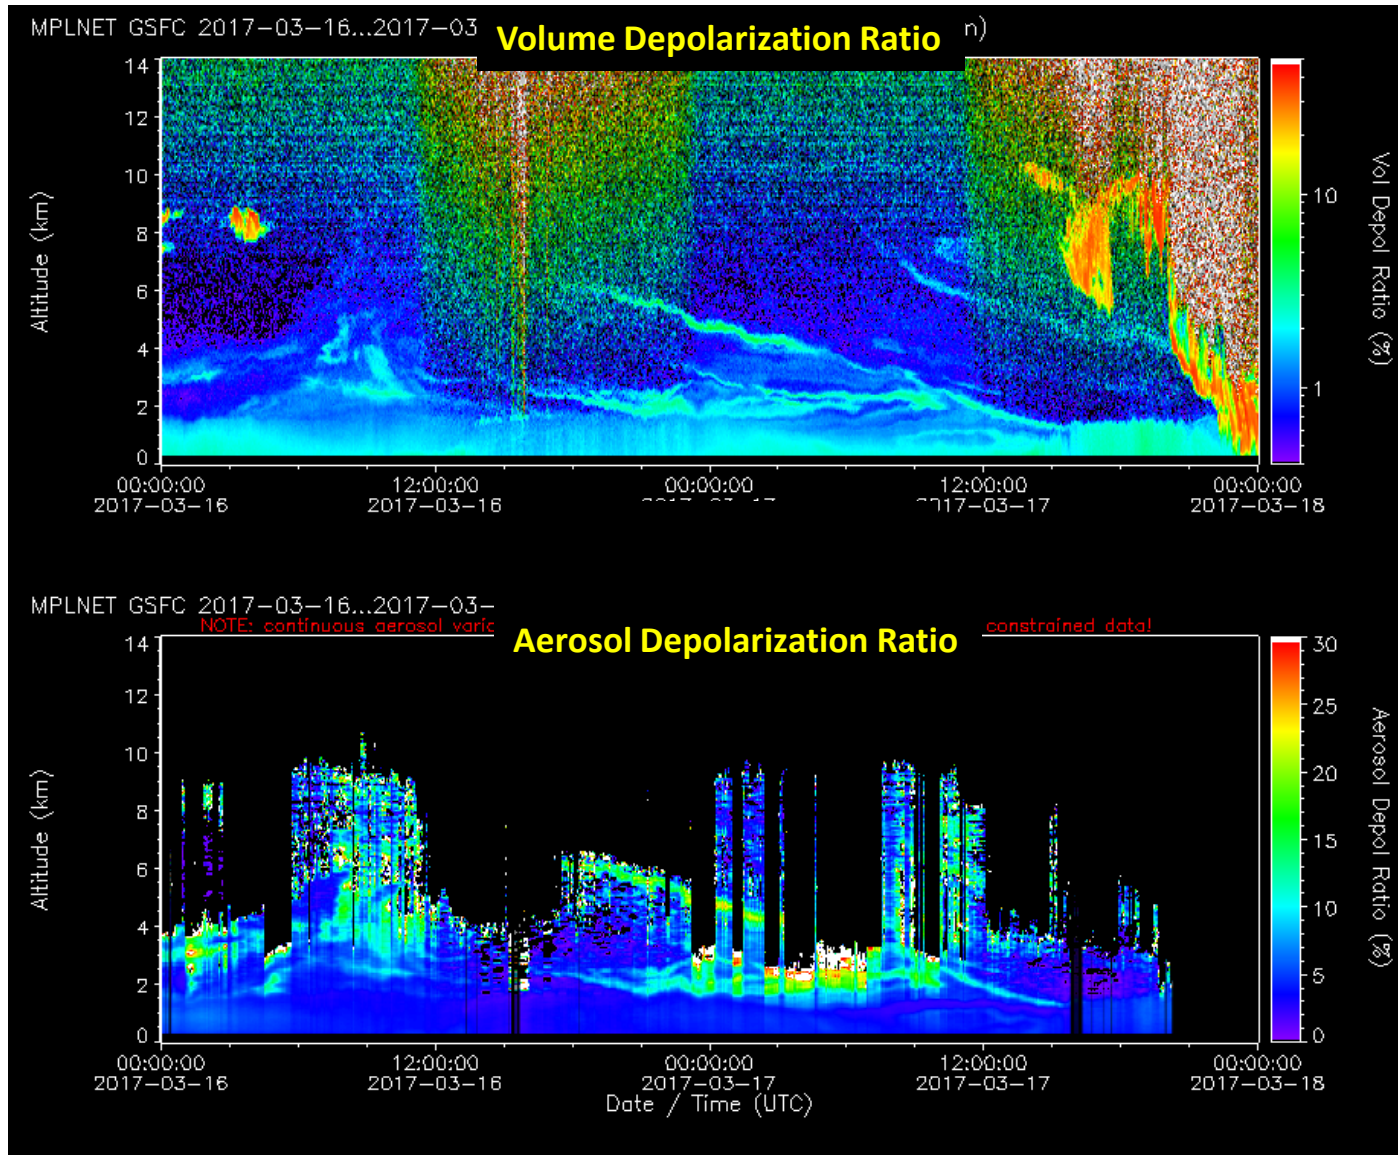 MPLNET GSFC 2017-03-16...2017-03
n)
Volume Depolarization Ratio
14
12
10
8
6
4
2
0
Altitude (km)
10
1
Vol Depol Ratio (%)
00:00:00 12:00:00 00:00:00 12:00:00 00:00:00
2017-03-16 2017-03-16 2017-03-17 2017-03-18
MPLNET GSFC 2017-03-16...2017-03-
NOTE: continuous aerosol varic
constrained data!
Aerosol Depolarization Ratio
14
12
10
8
6
4
2
0
Altitude (km)
30
25
20
15
10
5
0
Aerosol Depol Ratio (%)
00:00:00 12:00:00 00:00:00 12:00:00 00:00:00
2017-03-16 2017-03-16 2017-03-17 2017-03-17 2017-03-18
Date / Time (UTC)